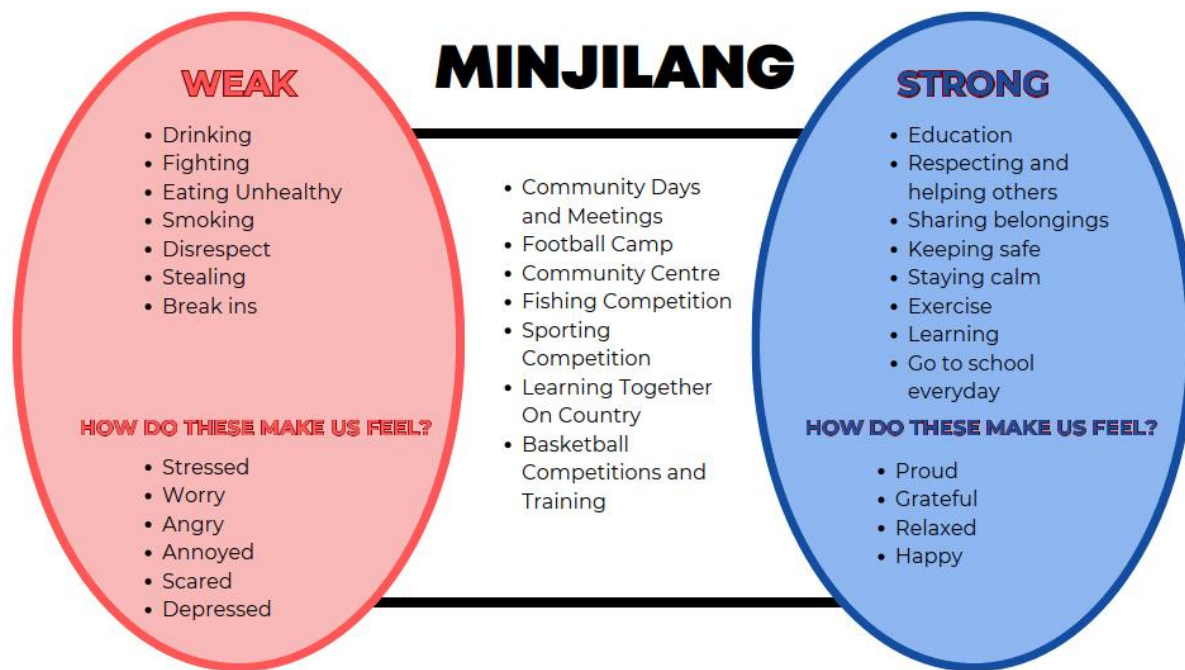 MINJILANG
WEAK
• Drinking
• Fighting
• Eating Unhealthy
• Smoking
• Disrespect
• Stealing
• Break ins
HOW DO THESE MAKE US FEEL?
• Stressed
• Worry
• Angry
• Annoyed
• Scared
• Depressed
• Community Days
and Meetings
• Football Camp
• Community Centre
• Fishing Competition
• Sporting
Competition
• Learning Together
On Country
• Basketball
Competitions and
Training
STRONG
• Education
• Respecting and
helping others
• Sharing belongings
• Keeping safe
• Staying calm
• Exercise
• Learning
• Go to school
everyday
HOW DO THESE MAKE US FEEL?
• Proud
• Grateful
• Relaxed
• Happy